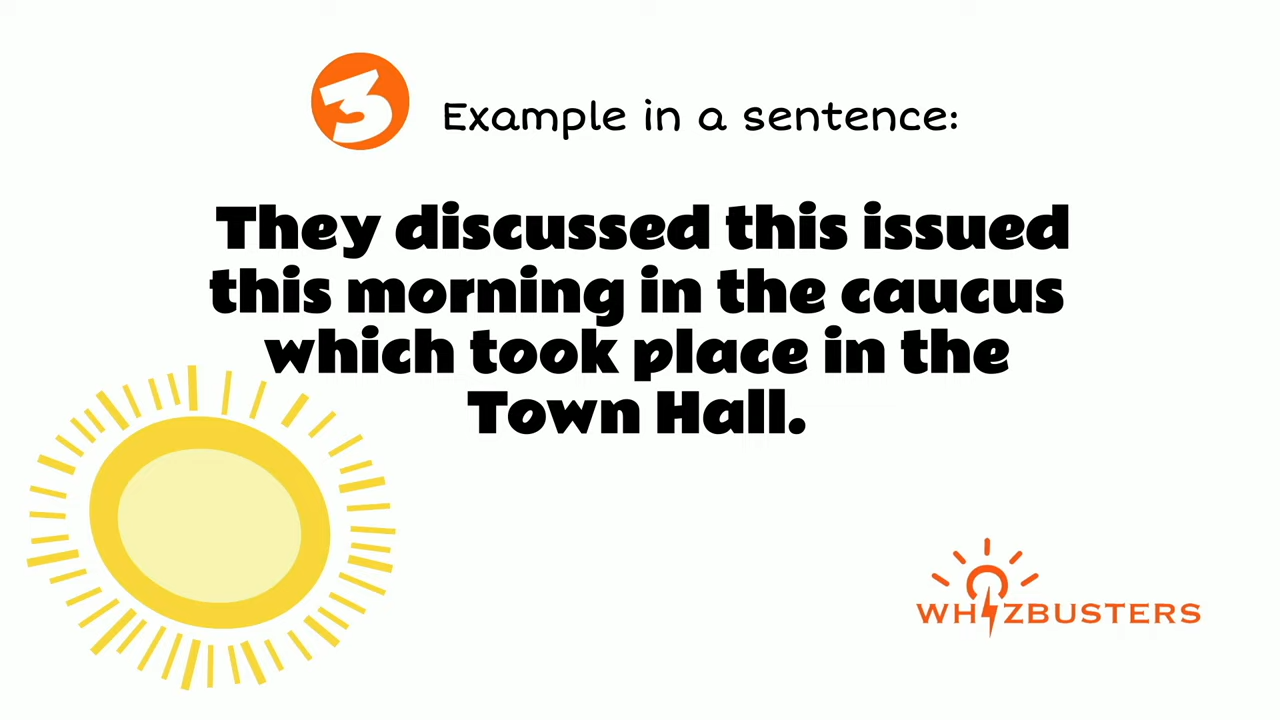 3 Example in a sentence:
They discussed this issued
this morning in the caucus
which took place in the
Town Hall.
WHIZBUSTERS